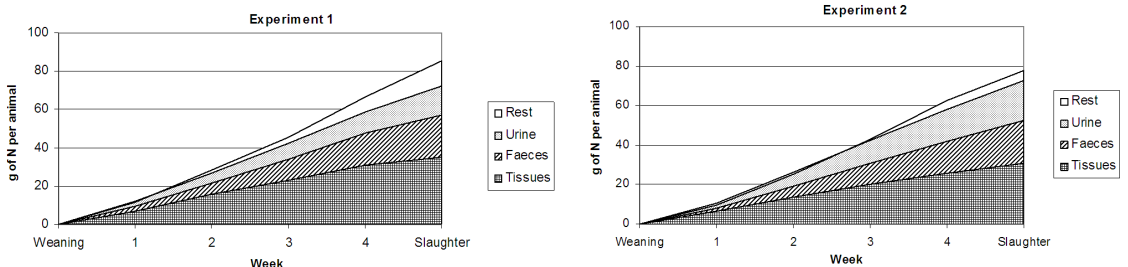 Experiment 1
g of N per animal
100
80
60
40
20
0
Weaning 1 2 3 4 Slaughter
Week
Rest
Urine
Faeces
Tissues
Experiment 2
g of N per animal
100
80
60
40
20
0
Weaning 1 2 3 4 Slaughter
Week
Rest
Urine
Faeces
Tissues